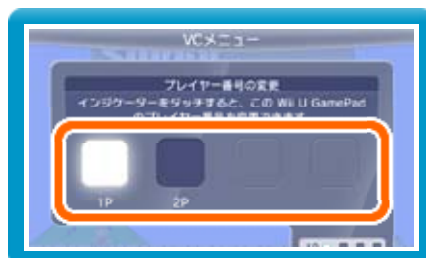 VCメニュー
プレイヤー番号の変更
インジケーターをタッチすると、この Wii U GamePad
のプレイヤー番号を変更できます
1P
2P